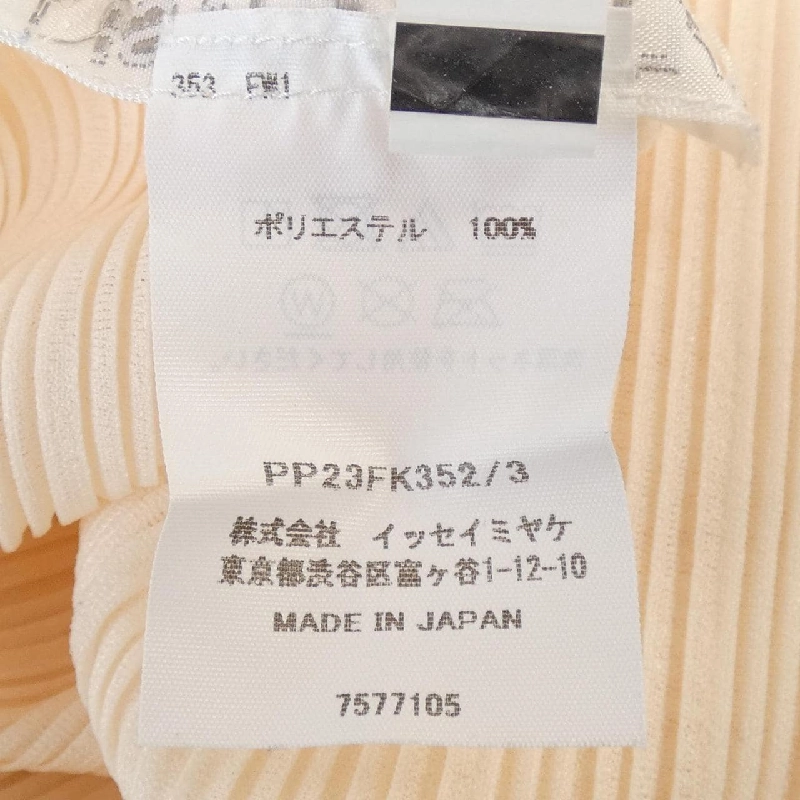 353 FW1
ポリエステル 100%
PP23FK352/3
株式会社 イッセイミヤケ
東京都渋谷区富ヶ谷1-12-10
MADE IN JAPAN
7577105